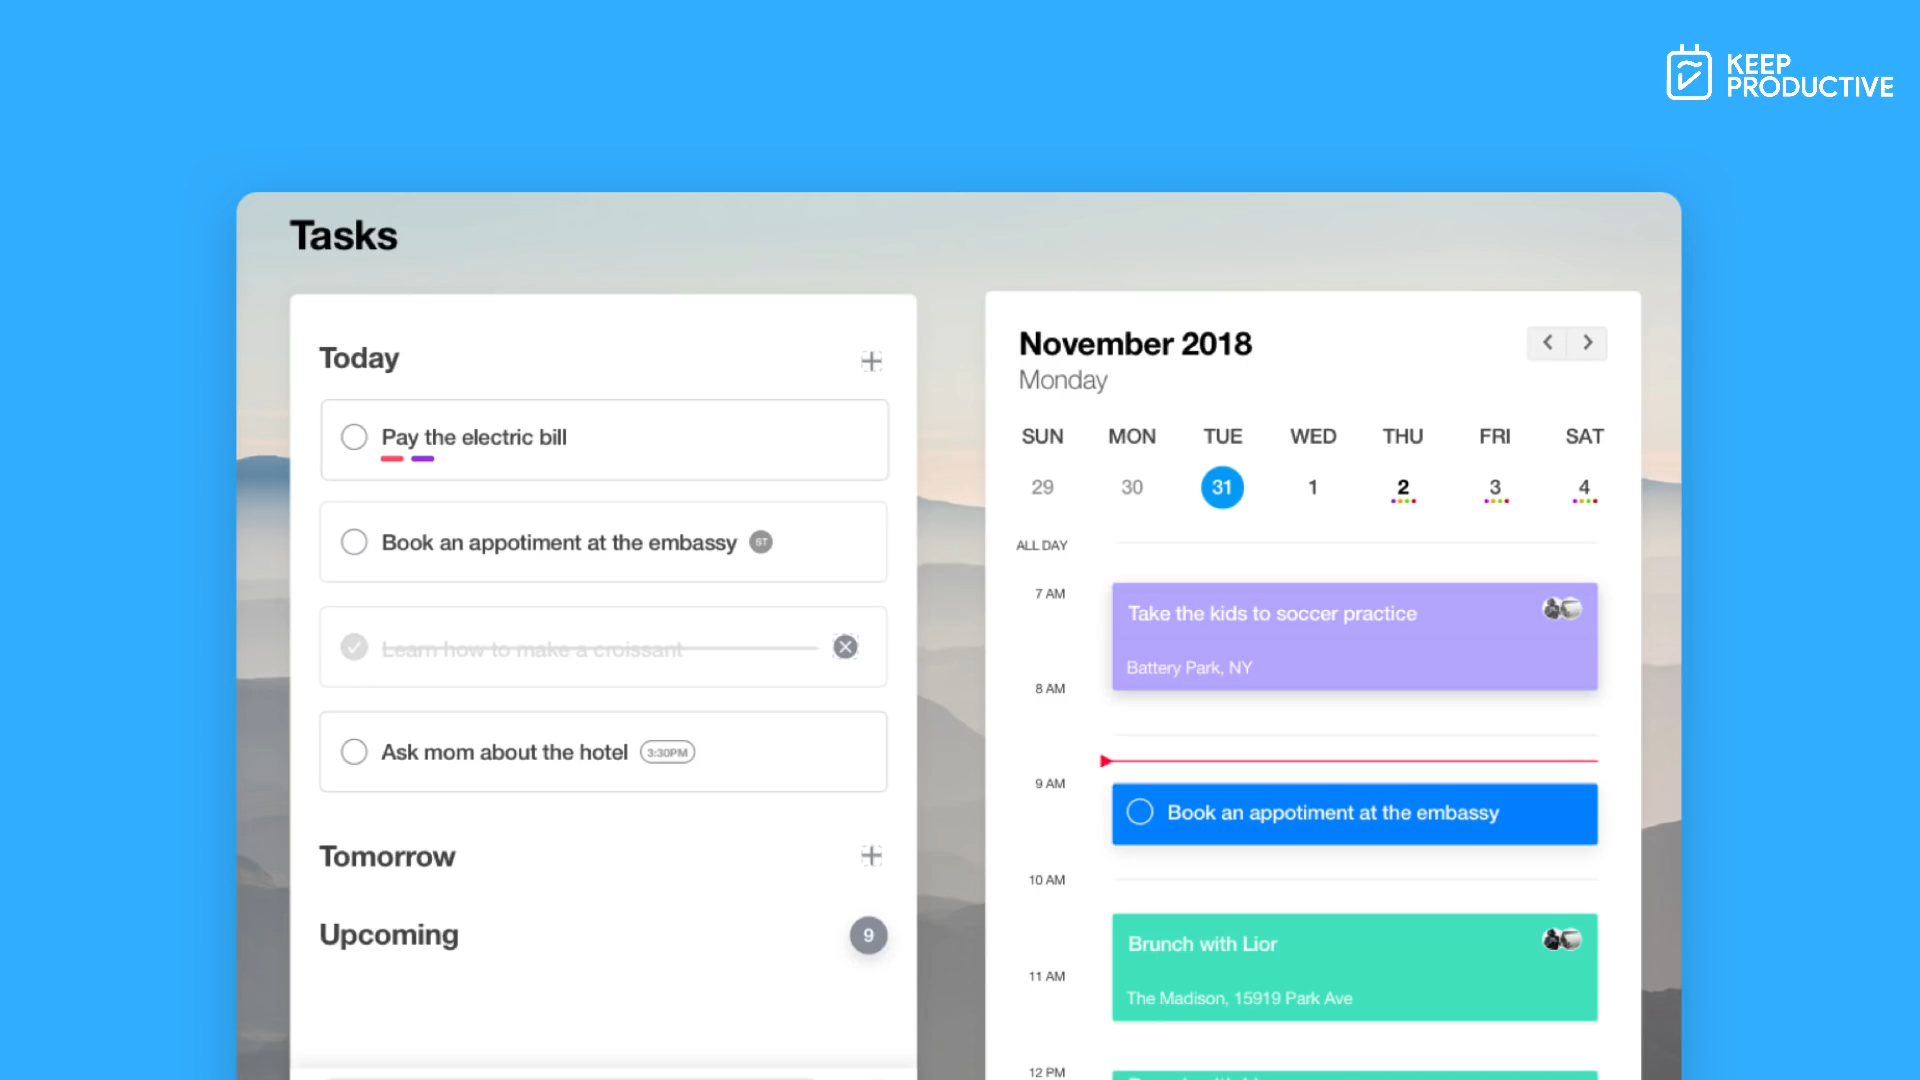 KEEP
PRODUCTIVE
Tasks
Today
Pay the electric bill
Book an appotiment at the embassy ST
Learn how to make a croissant
Ask mom about the hotel 3:30PM
Tomorrow
Upcoming 9
November 2018
Monday
SUN MON TUE WED THU FRI SAT
29 30 31 1 2 3 4
ALL DAY
7 AM
Take the kids to soccer practice
Battery Park, NY
8 AM
9 AM
Book an appotiment at the embassy
10 AM
Brunch with Lior
11 AM
The Madison, 15919 Park Ave
12 PM